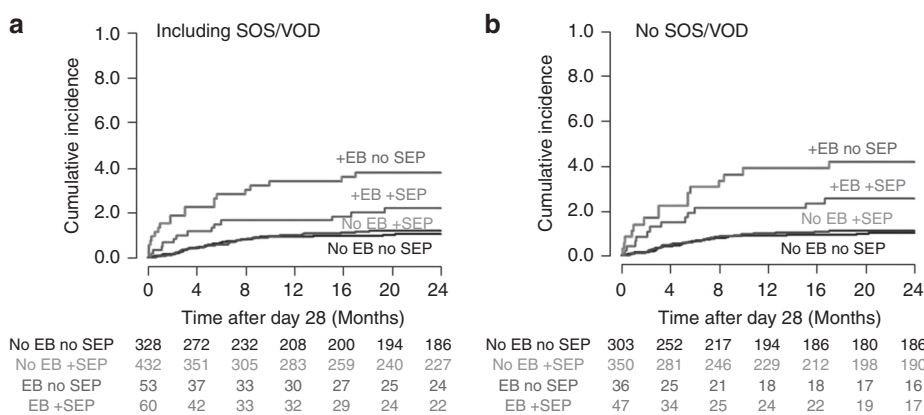 a Including SOS/VOD
1.0
8.0
6.0
4.0
2.0
0.0
Cumulative incidence
+EB no SEP
+EB +SEP
No EB +SEP
No EB no SEP
0 4 8 12 16 20 24
Time after day 28 (Months)
No EB no SEP 328 272 232 208 200 194 186
No EB +SEP 432 351 305 283 259 240 227
EB no SEP 53 37 33 30 27 25 24
EB +SEP 60 42 33 32 29 24 22
b No SOS/VOD
1.0
8.0
6.0
4.0
2.0
0.0
Cumulative incidence
+EB no SEP
+EB +SEP
No EB +SEP
No EB no SEP
0 4 8 12 16 20 24
Time after day 28 (Months)
No EB no SEP 303 252 217 194 186 180 186
No EB +SEP 350 281 246 229 212 198 190
EB no SEP 36 25 21 18 18 17 16
EB +SEP 47 34 25 24 22 19 17